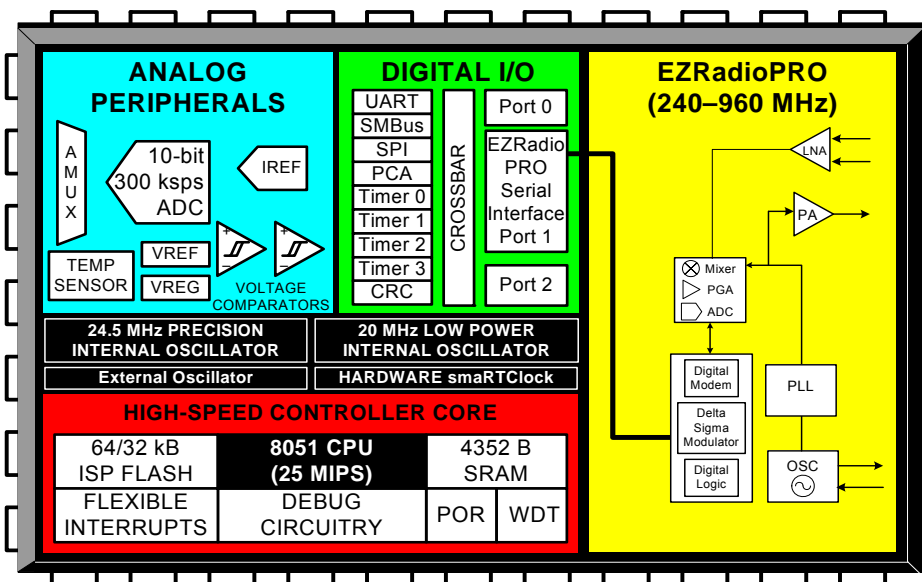 ANALOG
PERIPHERALS
A
M
U
X
10-bit
300 ksps
ADC
IREF
TEMP
SENSOR
VREF
VREG
+
–
+
–
VOLTAGE
COMPARATORS
DIGITAL I/O
UART
SMBus
SPI
PCA
Timer 0
Timer 1
Timer 2
Timer 3
CRC
CROSSBAR
Port 0
EZRadio
PRO
Serial
Interface
Port 1
Port 2
EZRadioPRO
(240–960 MHz)
LNA
PA
Mixer
PGA
ADC
Digital
Modem
Delta
Sigma
Modulator
Digital
Logic
PLL
OSC
24.5 MHz PRECISION
INTERNAL OSCILLATOR
20 MHz LOW POWER
INTERNAL OSCILLATOR
External Oscillator
HARDWARE smaRTClock
HIGH-SPEED CONTROLLER CORE
64/32 kB
ISP FLASH
8051 CPU
(25 MIPS)
4352 B
SRAM
FLEXIBLE
INTERRUPTS
DEBUG
CIRCUITRY
POR
WDT